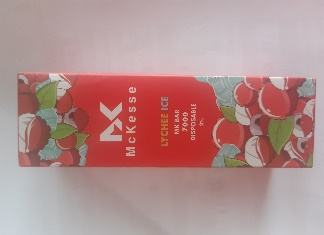 McKesse
LYCHEE ICE
MK BAR
7000
DISPOSABLE